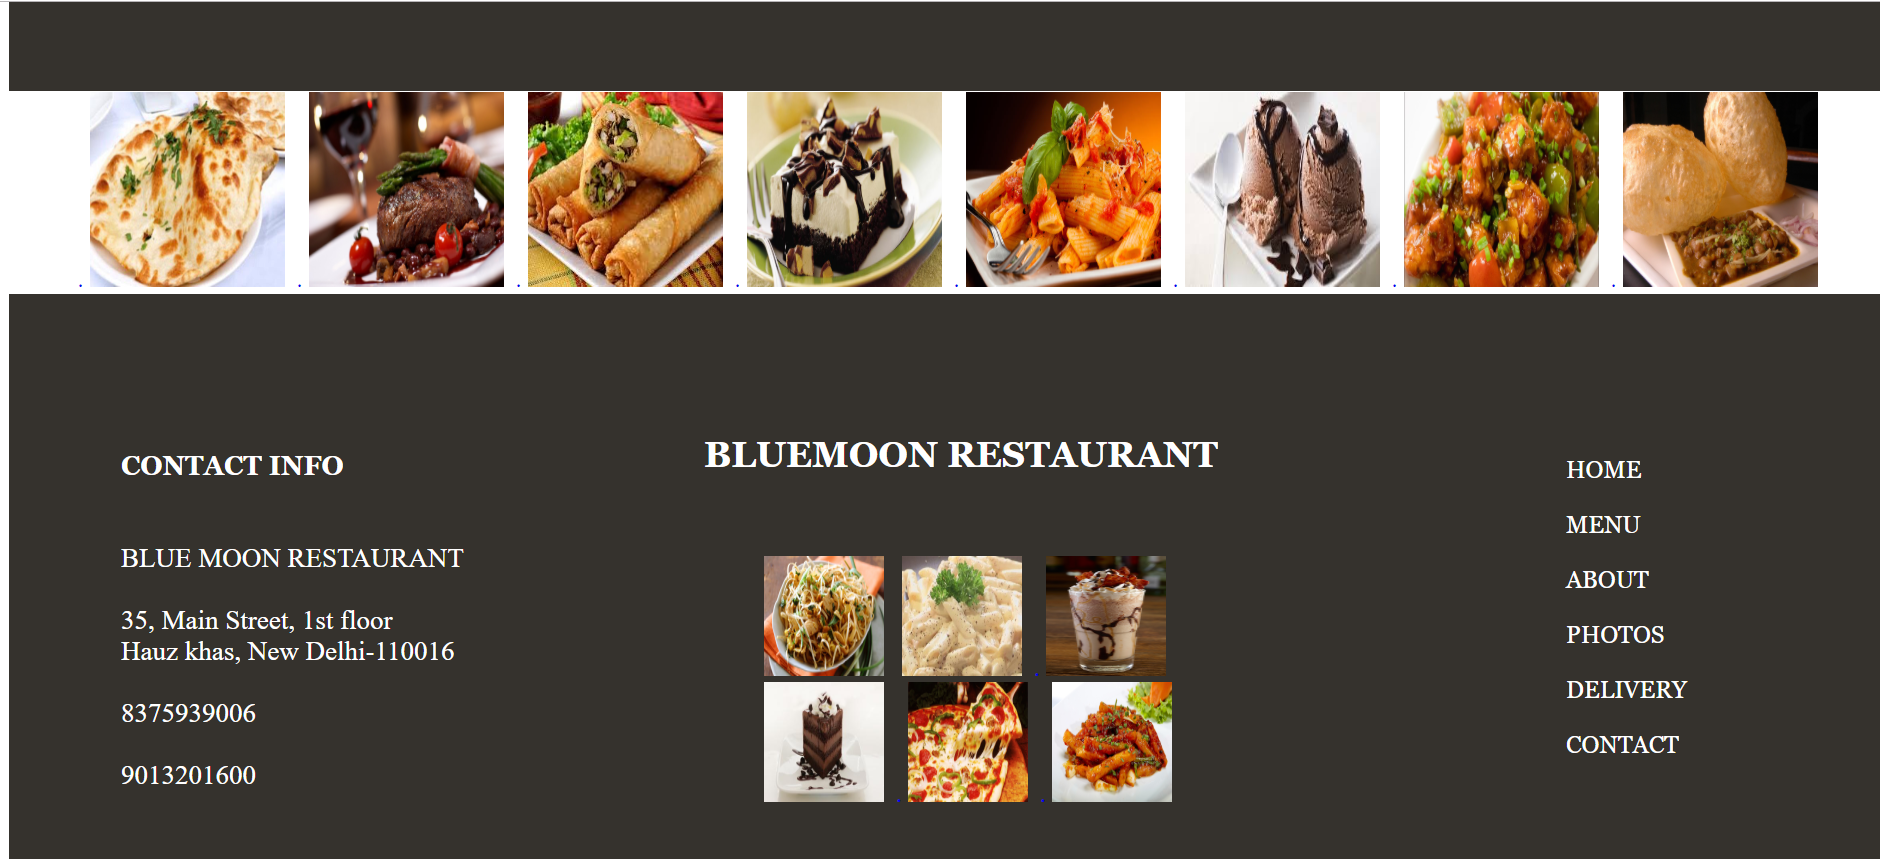 CONTACT INFO
BLUE MOON RESTAURANT
35, Main Street, 1st floor
Hauz khas, New Delhi-110016
8375939006
9013201600
BLUEMOON RESTAURANT
HOME
MENU
ABOUT
PHOTOS
DELIVERY
CONTACT